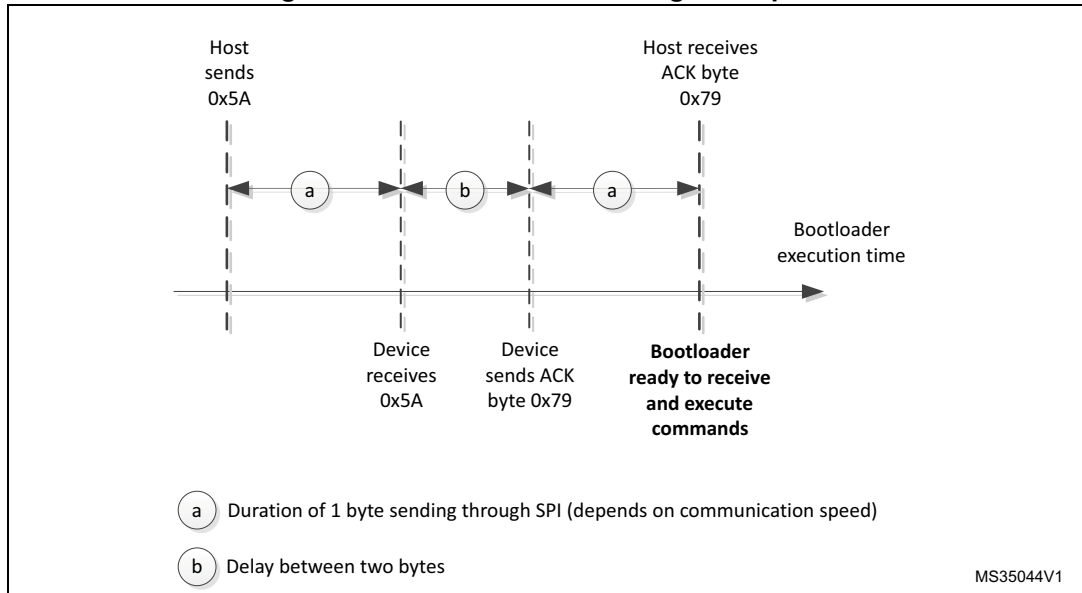 Host
sends
0x5A
Host receives
ACK byte
0x79
a
b
a
Bootloader
execution time
Device
receives
0x5A
Device
sends ACK
byte 0x79
Bootloader
ready to receive
and execute
commands
a Duration of 1 byte sending through SPI (depends on communication speed)
b Delay between two bytes
MS35044V1